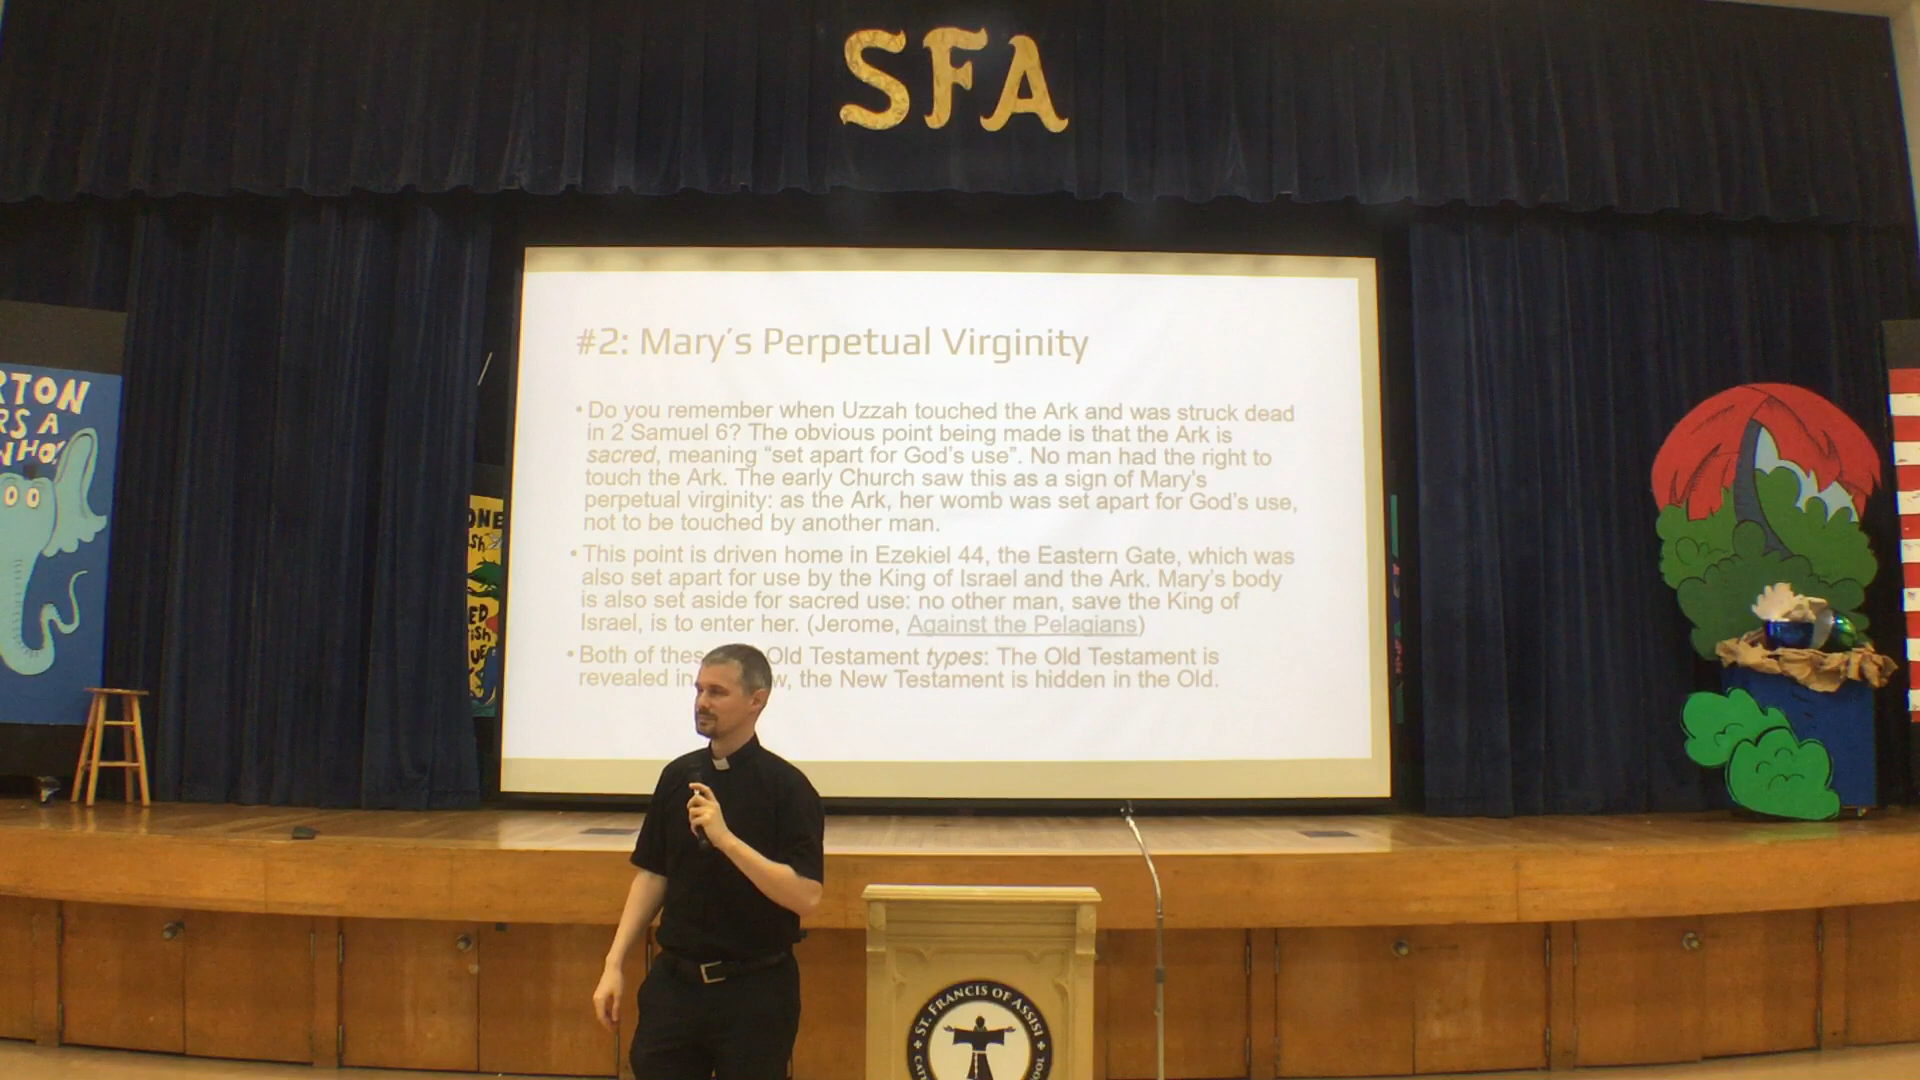 SFA
#2: Mary's Perpetual Virginity
• Do you remember when Uzzah touched the Ark and was struck dead
in 2 Samuel 6? The obvious point being made is that the Ark is
sacred, meaning "set apart for God's use". No man had the right to
touch the Ark. The early Church saw this as a sign of Mary's
perpetual virginity: as the Ark, her womb was set apart for God's use,
not to be touched by another man.
• This point is driven home in Ezekiel 44, the Eastern Gate, which was
also set apart for use by the King of Israel and the Ark. Mary's body
is also set aside for sacred use: no other man, save the King of
Israel, is to enter her. (Jerome, Against the Pelagians)
• Both of Old Testament types: The Old Testament is
revealed in the New Testament is hidden in the Old.
RTON
RS A
WHO
ONE
ish
ED
ish
UE
ST. FRANCIS OF ASSISI